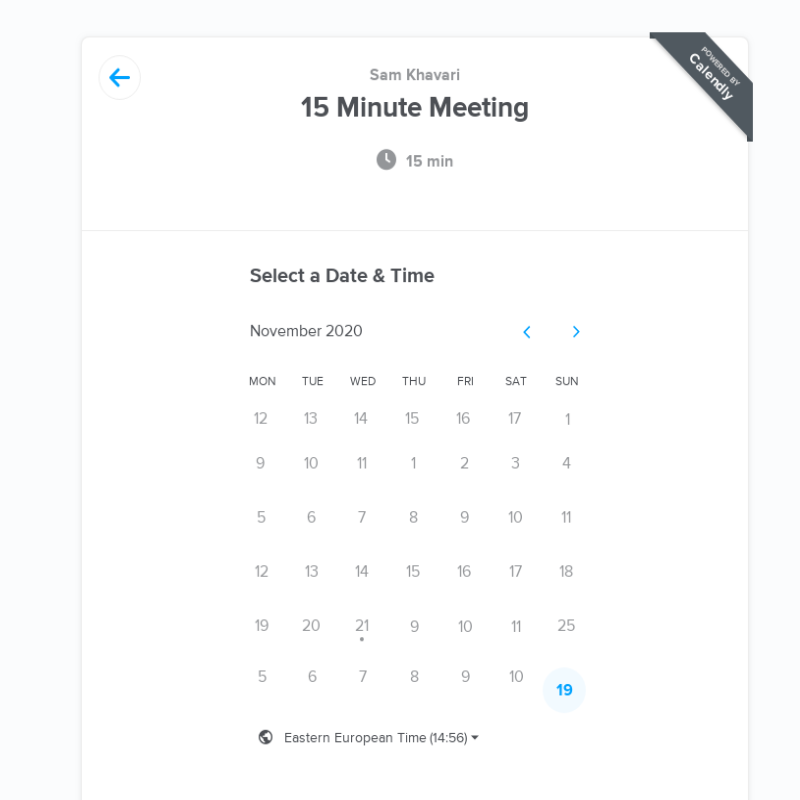 POWERED BY
Calendly
Sam Khavari
15 Minute Meeting
15 min
Select a Date & Time
November 2020
MON TUE WED THU FRI SAT SUN
12 13 14 15 16 17 1
9 10 11 1 2 3 4
5 6 7 8 9 10 11
12 13 14 15 16 17 18
19 20 21 9 10 11 25
5 6 7 8 9 10 19
Eastern European Time (14:56)